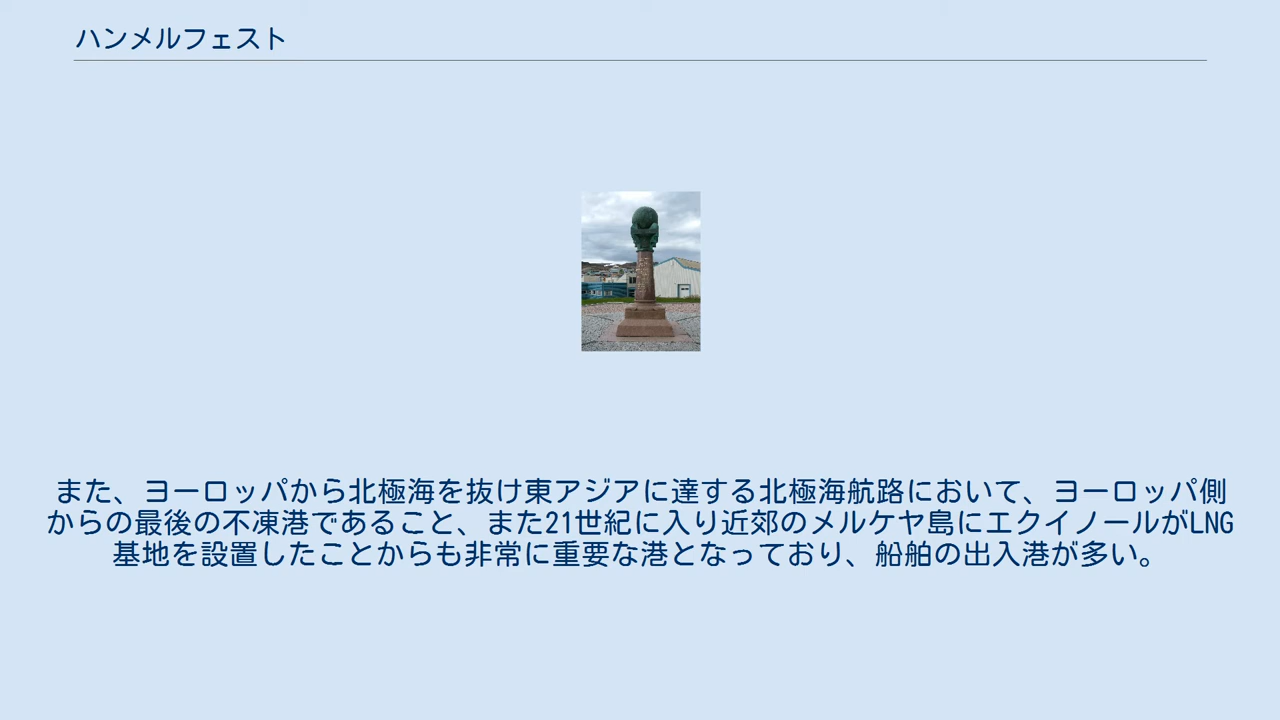 ハンメルフェスト
また、ヨーロッパから北極海を抜け東アジアに達する北極海航路において、ヨーロッパ側
からの最後の不凍港であること、また21世紀に入り近郊のメルケヤ島にエクイノールがLNG
基地を設置したことからも非常に重要な港となっており、船舶の出入港が多い。